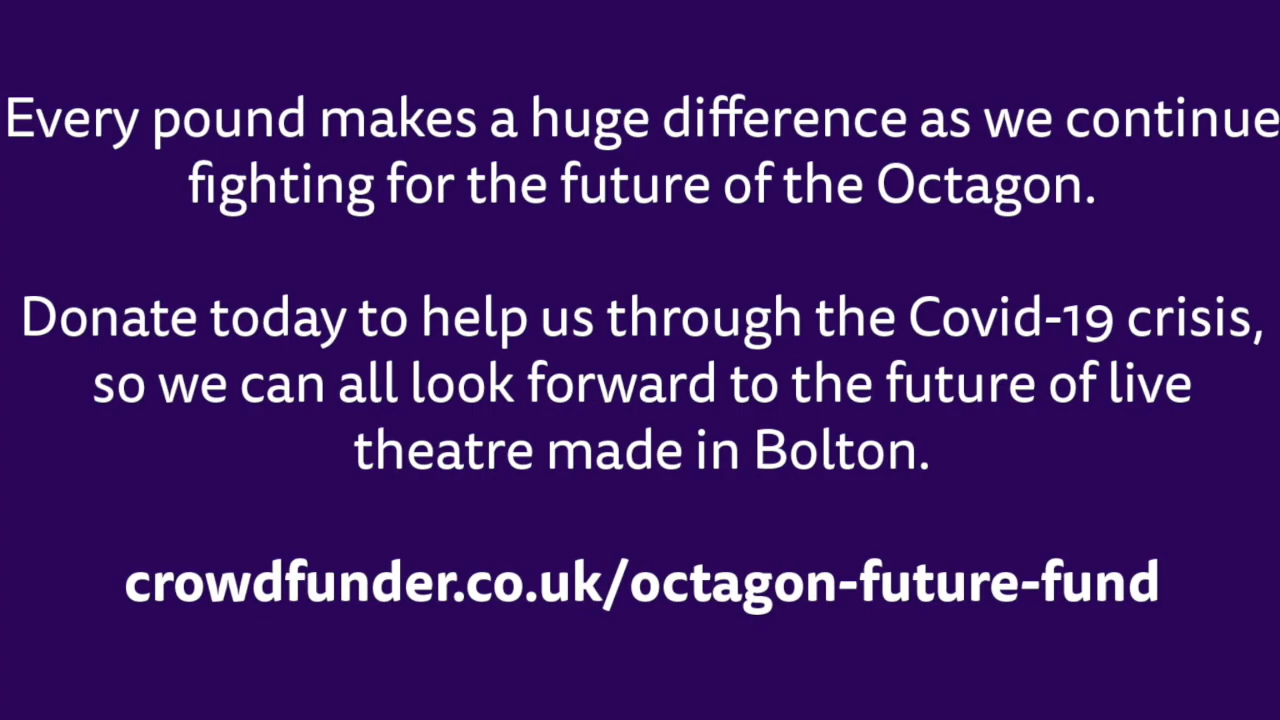 Every pound makes a huge difference as we continue
fighting for the future of the Octagon.
Donate today to help us through the Covid-19 crisis,
so we can all look forward to the future of live
theatre made in Bolton.
crowdfunder.co.uk/octagon-future-fund